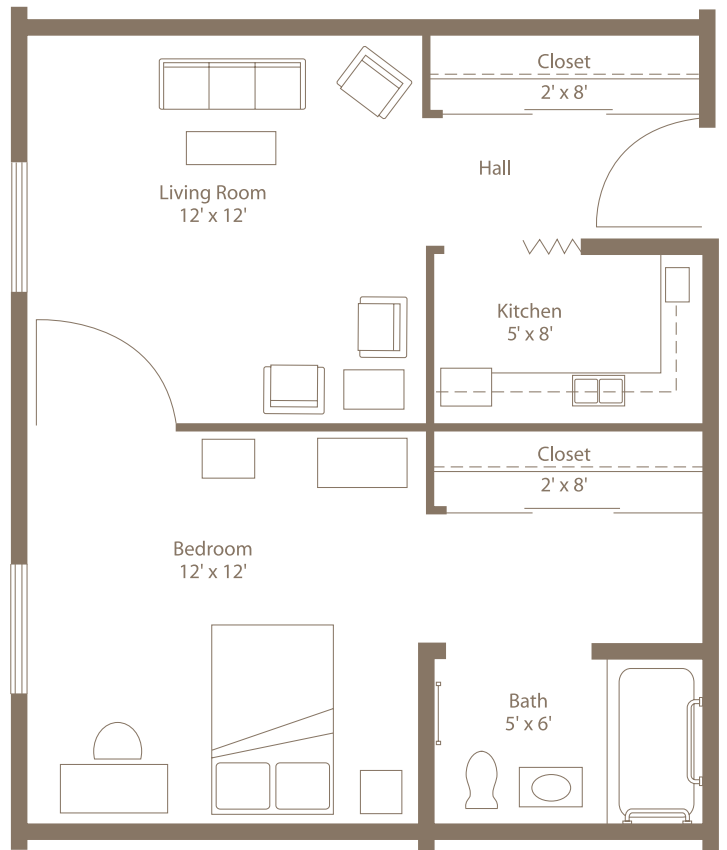 Closet
2' x 8'
Hall
Living Room
12' x 12'
Kitchen
5' x 8'
Closet
2' x 8'
Bedroom
12' x 12'
Bath
5' x 6'